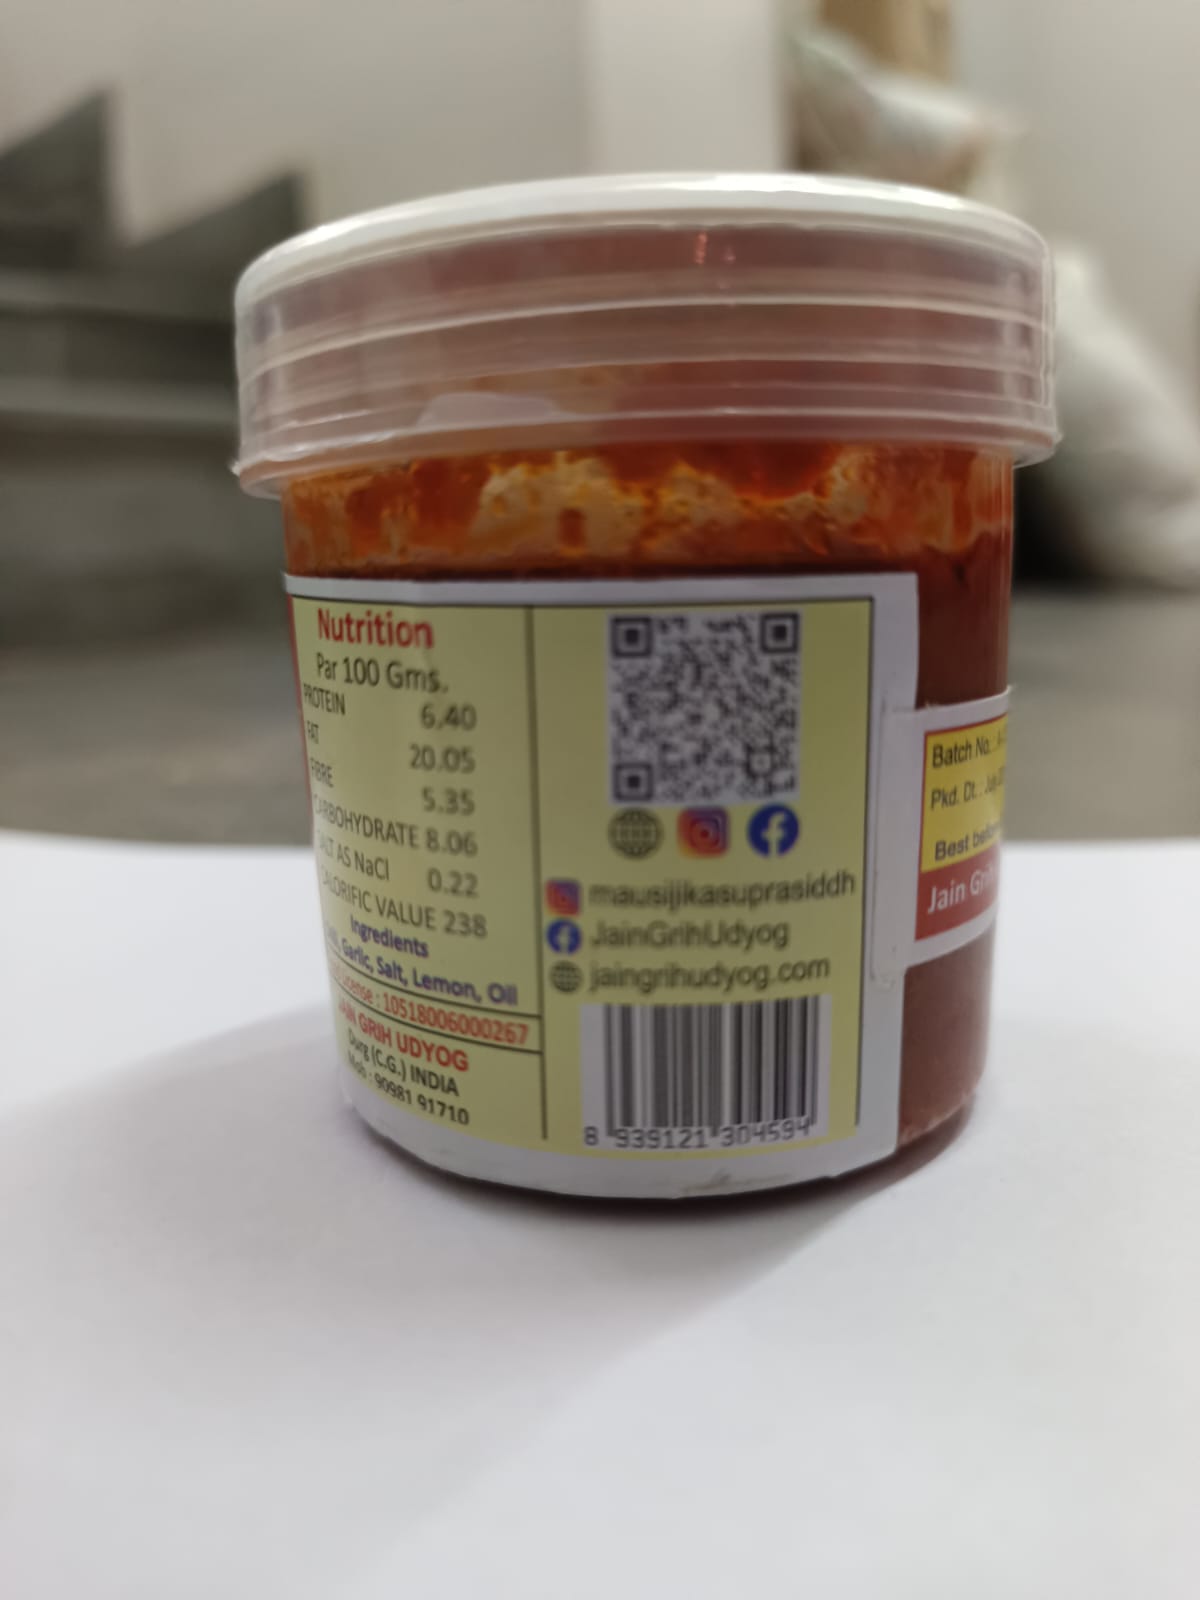 Nutrition
Par 100 Gms.
PROTEIN 6.40
FAT 20.05
FIBRE 5.35
CARBOHYDRATE 8.06
SALT AS NaCl 0.22
CALORIFIC VALUE 238
Ingredients
Garlic, Salt, Lemon, Oil
License : 10518006000267
JAIN GRIH UDYOG
Durg (C.G.) INDIA
Mob : 90981 91710
mausijikasuprasiddh
JainGrihUdyog
jaingrihudyog.com
8 939121 304594
Batch No. :
Pkd. Dt. : July
Best before
Jain Grih